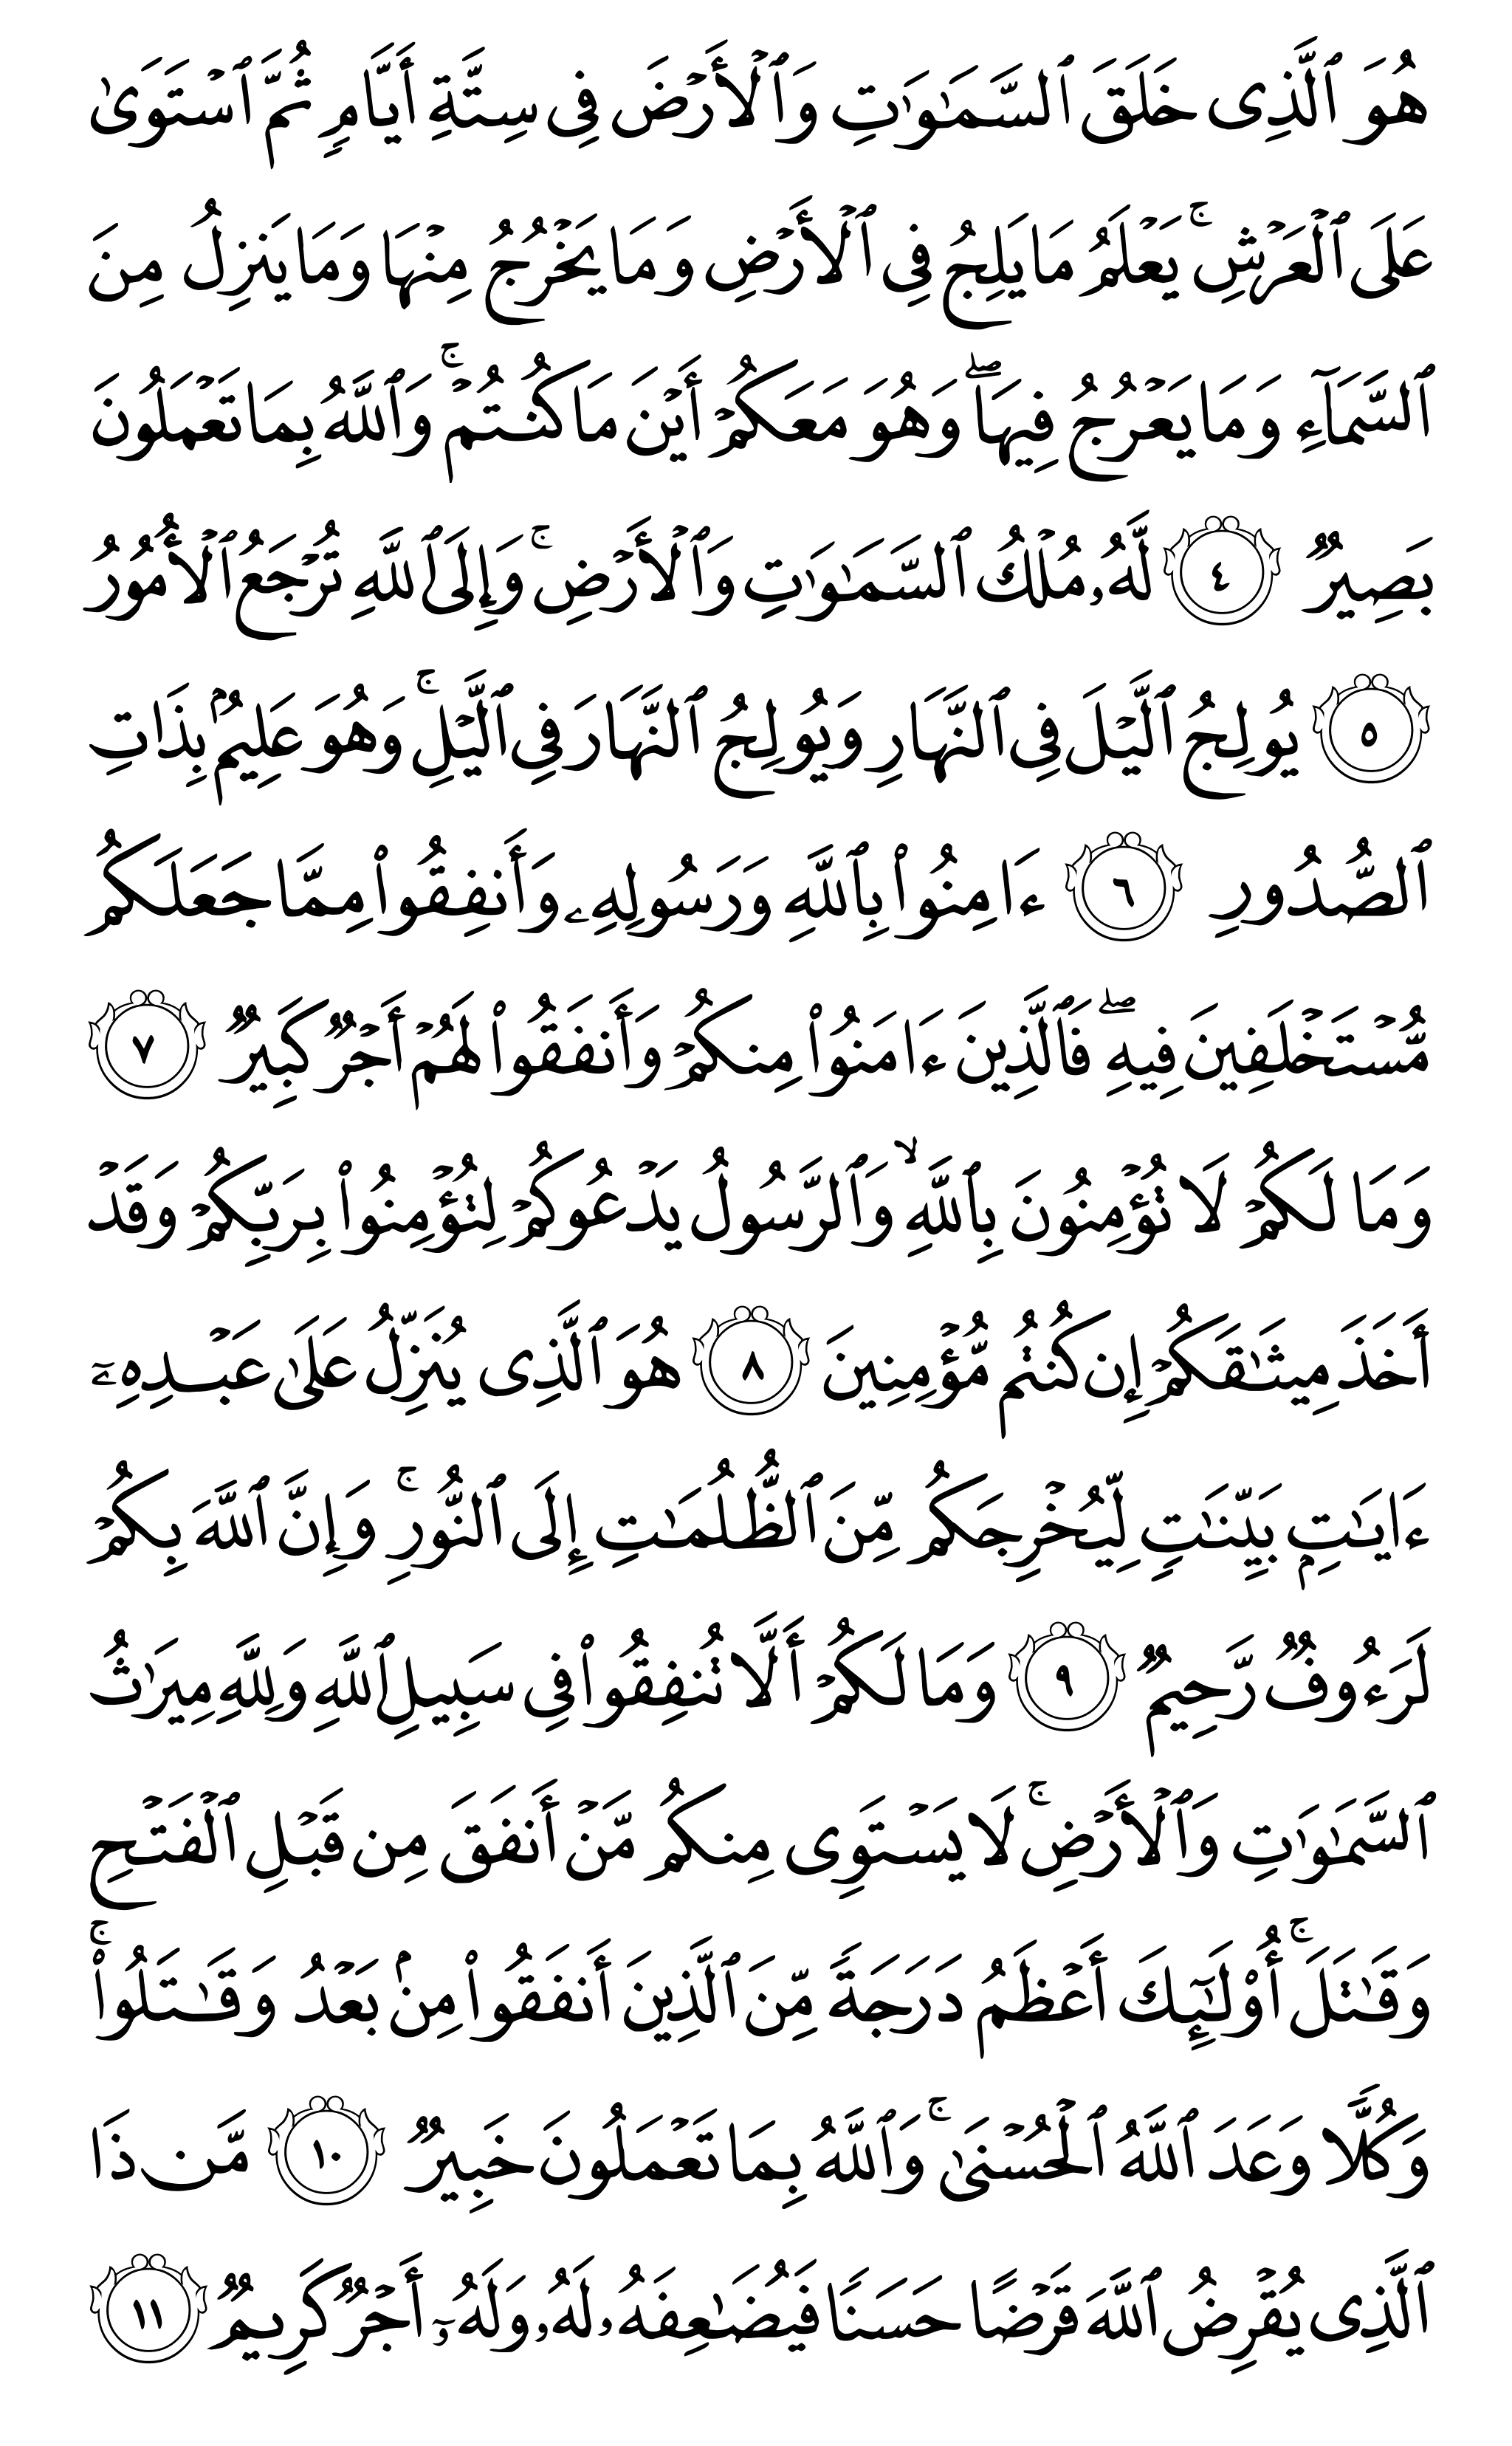 هُوَ ٱلَّذِى خَلَقَ ٱلسَّمَـٰوَٰتِ وَٱلۡأَرۡضَ فِى سِتَّةِ أَيَّامٍ ثُمَّ ٱسۡتَوَىٰ
عَلَى ٱلۡعَرۡشِۚ يَعۡلَمُ مَا يَلِجُ فِى ٱلۡأَرۡضِ وَمَا يَخۡرُجُ مِنۡهَا وَمَا يَنزِلُ مِنَ
ٱلسَّمَآءِ وَمَا يَعۡرُجُ فِيهَاۖ وَهُوَ مَعَكُمۡ أَيۡنَ مَا كُنتُمۡۚ وَٱللَّهُ بِمَا تَعۡمَلُونَ
بَصِيرٌ ٤ لَّهُۥ مُلۡكُ ٱلسَّمَـٰوَٰتِ وَٱلۡأَرۡضِۚ وَإِلَى ٱللَّهِ تُرۡجَعُ ٱلۡأُمُورُ
٥ يُولِجُ ٱلَّيۡلَ فِى ٱلنَّهَارِ وَيُولِجُ ٱلنَّهَارَ فِى ٱلَّيۡلِۚ وَهُوَ عَلِيمُۢ بِذَاتِ
ٱلصُّدُورِ ٦ ءَامِنُوا۟ بِٱللَّهِ وَرَسُولِهِۦ وَأَنفِقُوا۟ مِمَّا جَعَلَكُم
مُّسۡتَخۡلَفِينَ فِيهِۖ فَٱلَّذِينَ ءَامَنُوا۟ مِنكُمۡ وَأَنفَقُوا۟ لَهُمۡ أَجۡرٌ كَبِيرٌ ٧
وَمَا لَكُمۡ لَا تُؤۡمِنُونَ بِٱللَّهِۙ وَٱلرَّسُولُ يَدۡعُوكُمۡ لِتُؤۡمِنُوا۟ بِرَبِّكُمۡ وَقَدۡ
أَخَذَ مِيثَـٰقَكُمۡ إِن كُنتُم مُّؤۡمِنِينَ ٨ هُوَ ٱلَّذِى يُنَزِّلُ عَلَىٰ عَبۡدِهِۦٓ
ءَايَـٰتِۭ بَيِّنَـٰتٍ لِّيُخۡرِجَكُم مِّنَ ٱلظُّلُمَـٰتِ إِلَى ٱلنُّورِۚ وَإِنَّ ٱللَّهَ بِكُمۡ
لَرَءُوفٌ رَّحِيمٌ ٩ وَمَا لَكُمۡ أَلَّا تُنفِقُوا۟ فِى سَبِيلِ ٱللَّهِ وَلِلَّهِ مِيرَٰثُ
ٱلسَّمَـٰوَٰتِ وَٱلۡأَرۡضِۚ لَا يَسۡتَوِى مِنكُم مَّنۡ أَنفَقَ مِن قَبۡلِ ٱلۡفَتۡحِ
وَقَـٰتَلَۚ أُو۟لَـٰٓئِكَ أَعۡظَمُ دَرَجَةً مِّنَ ٱلَّذِينَ أَنفَقُوا۟ مِنۢ بَعۡدُ وَقَـٰتَلُوا۟ۚ
وَكُلًّا وَعَدَ ٱللَّهُ ٱلۡحُسۡنَىٰۚ وَٱللَّهُ بِمَا تَعۡمَلُونَ خَبِيرٌ ١٠ مَّن ذَا
ٱلَّذِى يُقۡرِضُ ٱللَّهَ قَرۡضًا حَسَنًا فَيُضَـٰعِفَهُۥ لَهُۥ وَلَهُۥٓ أَجۡرٌ كَرِيمٌ ١١